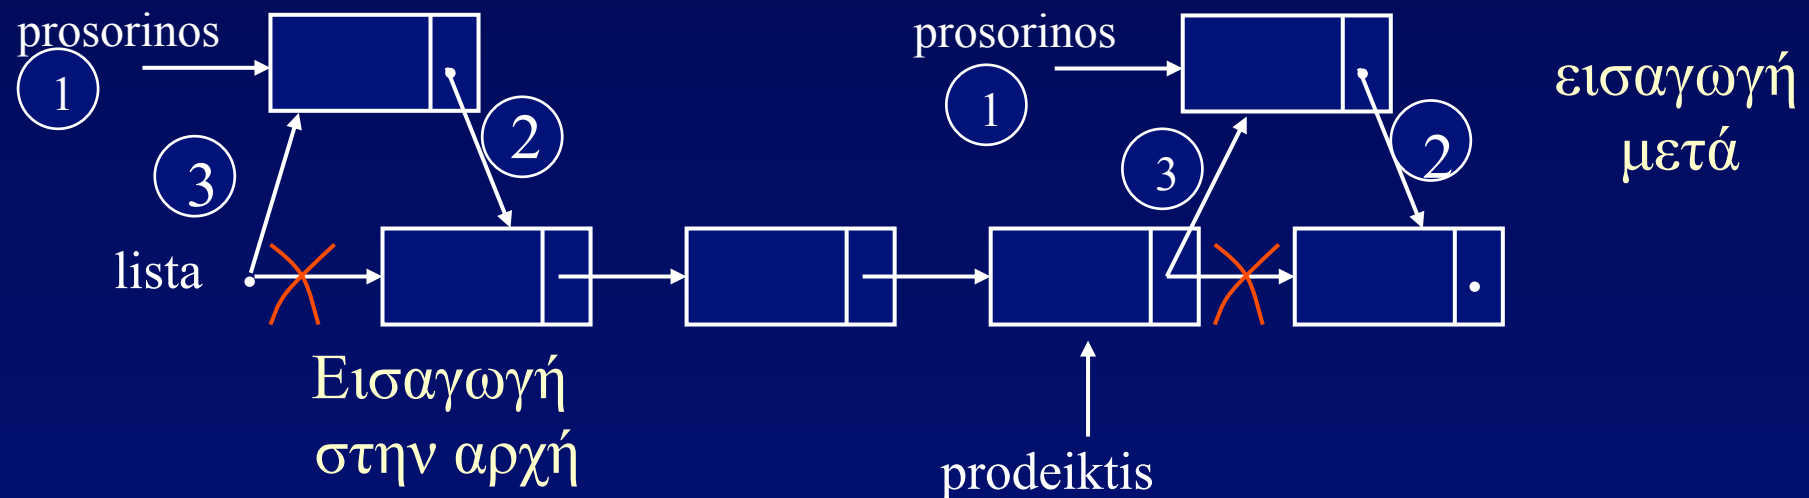 prosorinos
1
2
3
lista
Εισαγωγή
στην αρχή
prosorinos
1
2
3
prodeiktis
εισαγωγή
μετά